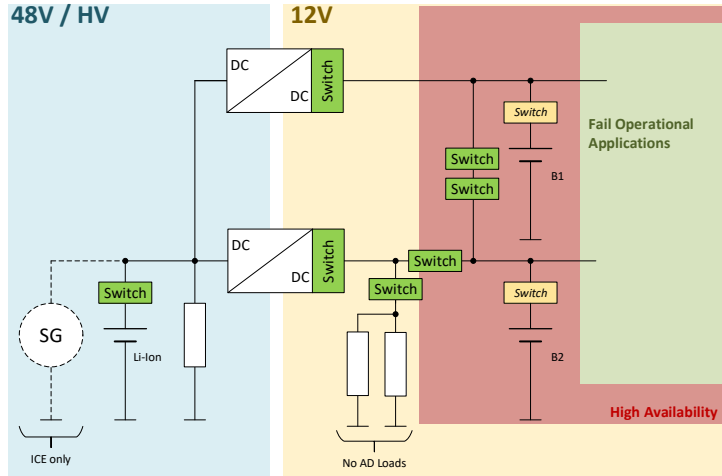 48V / HV
12V
DC
DC
Switch
Switch
Fail Operational
Applications
Switch
B1
Switch
DC
DC
Switch
Switch
Switch
Switch
Switch
SG
Li-Ion
B2
High Availability
ICE only
No AD Loads